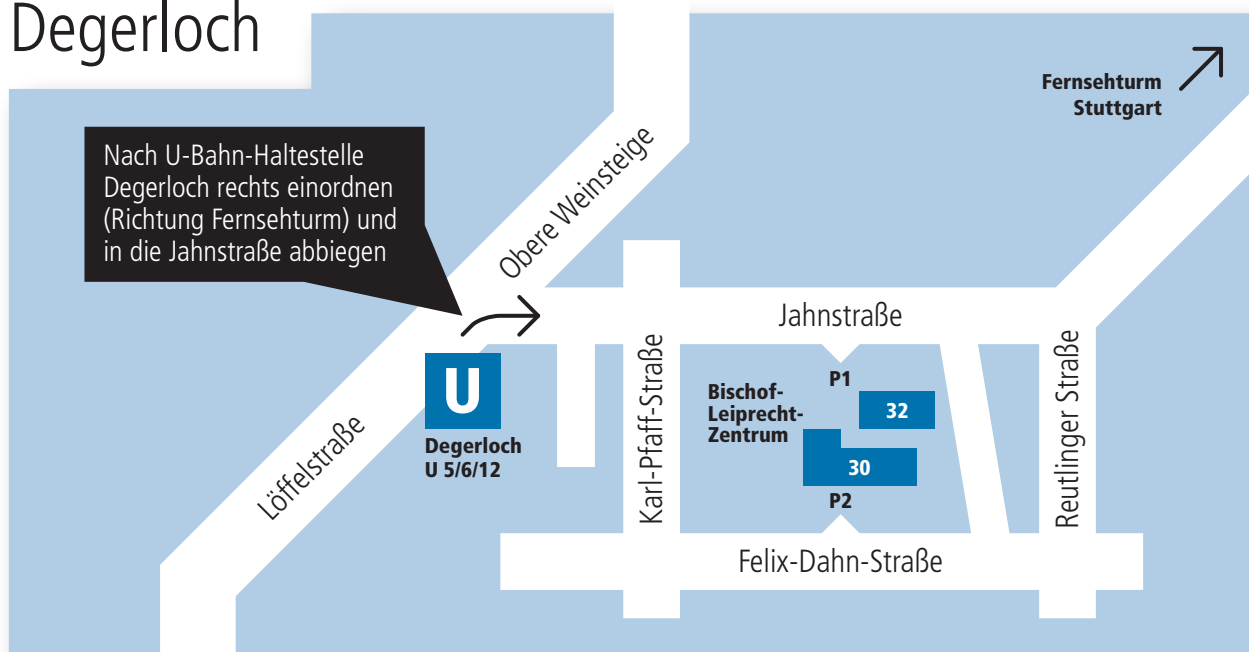 Degerloch
Fernsehturm
Stuttgart
Nach U-Bahn-Haltestelle
Degerloch rechts einordnen
(Richtung Fernsehturm) und
in die Jahnstraße abbiegen
Obere Weinsteige
Jahnstraße
U
Degerloch
U 5/6/12
Löffelstraße
Karl-Pfaff-Straße
Bischof-
Leiprecht-
Zentrum
P1
32
30
P2
Reutlinger Straße
Felix-Dahn-Straße